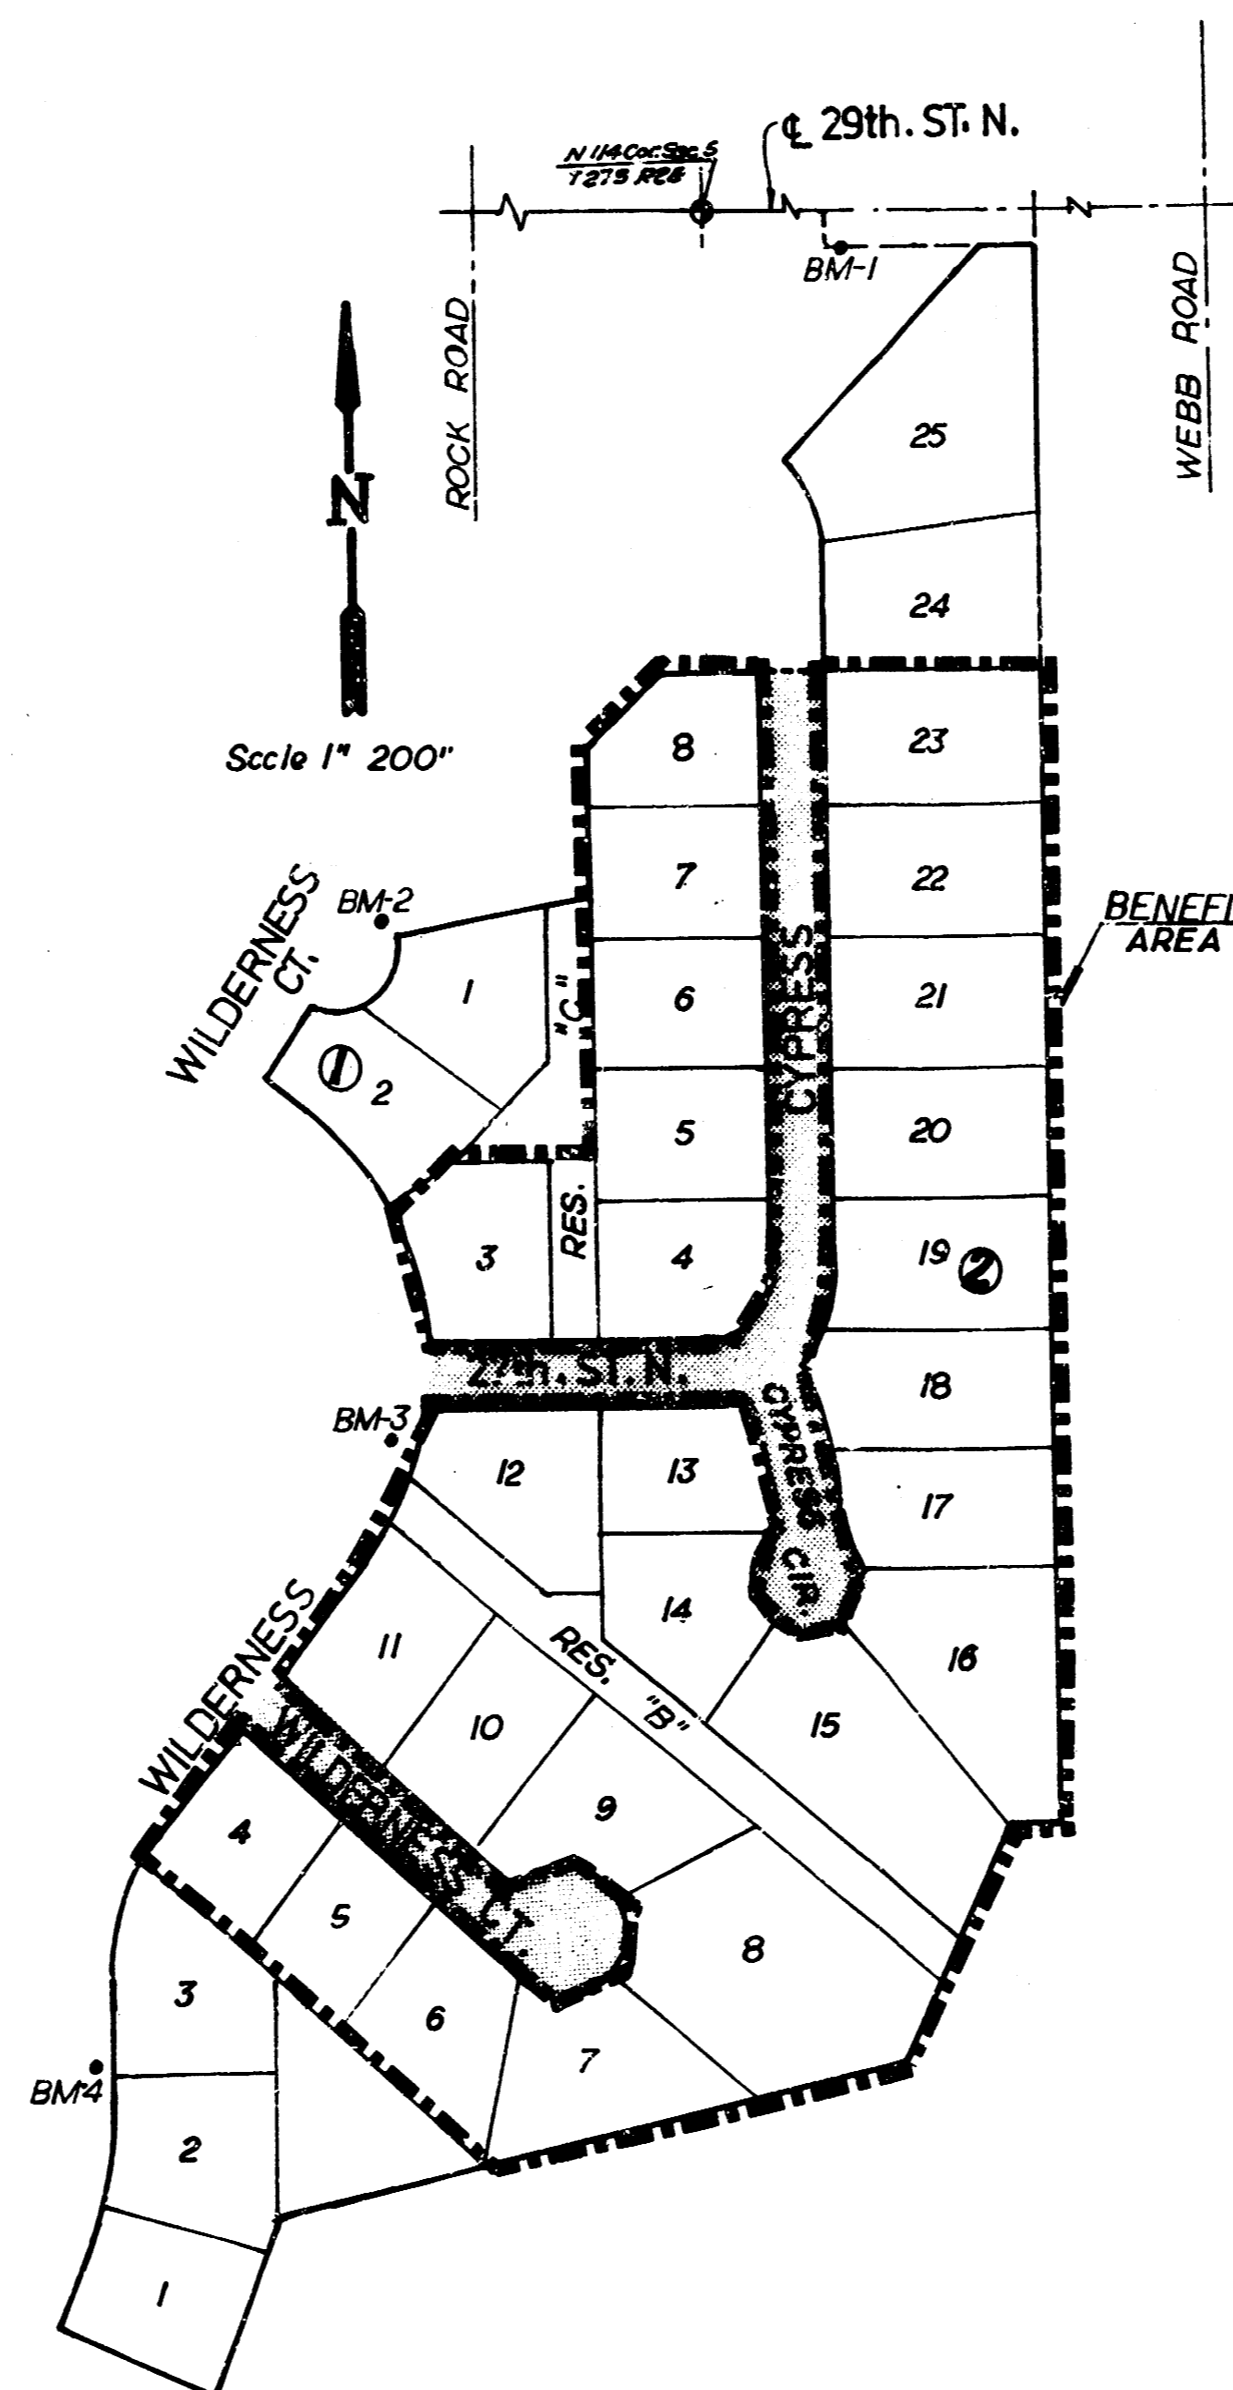 ℄ 29th. ST. N.
N 1/4 Cor. Sec. 5
BM-1
ROCK ROAD
WEBB ROAD
N
25
24
Sccle 1" 200"
8
23
7
22
WILDERNESS
CT.
BM-2
BENEFI
AREA
1
"C"
6
CYPRESS
21
1
2
5
20
RES.
3
4
19
2
27th. ST. N.
18
BM-3
12
13
CYPRESS CIR.
17
14
11
RES. "B"
16
WILDERNESS
10
15
WILDERNESS CT.
9
4
5
8
3
6
7
BM-4
2
1